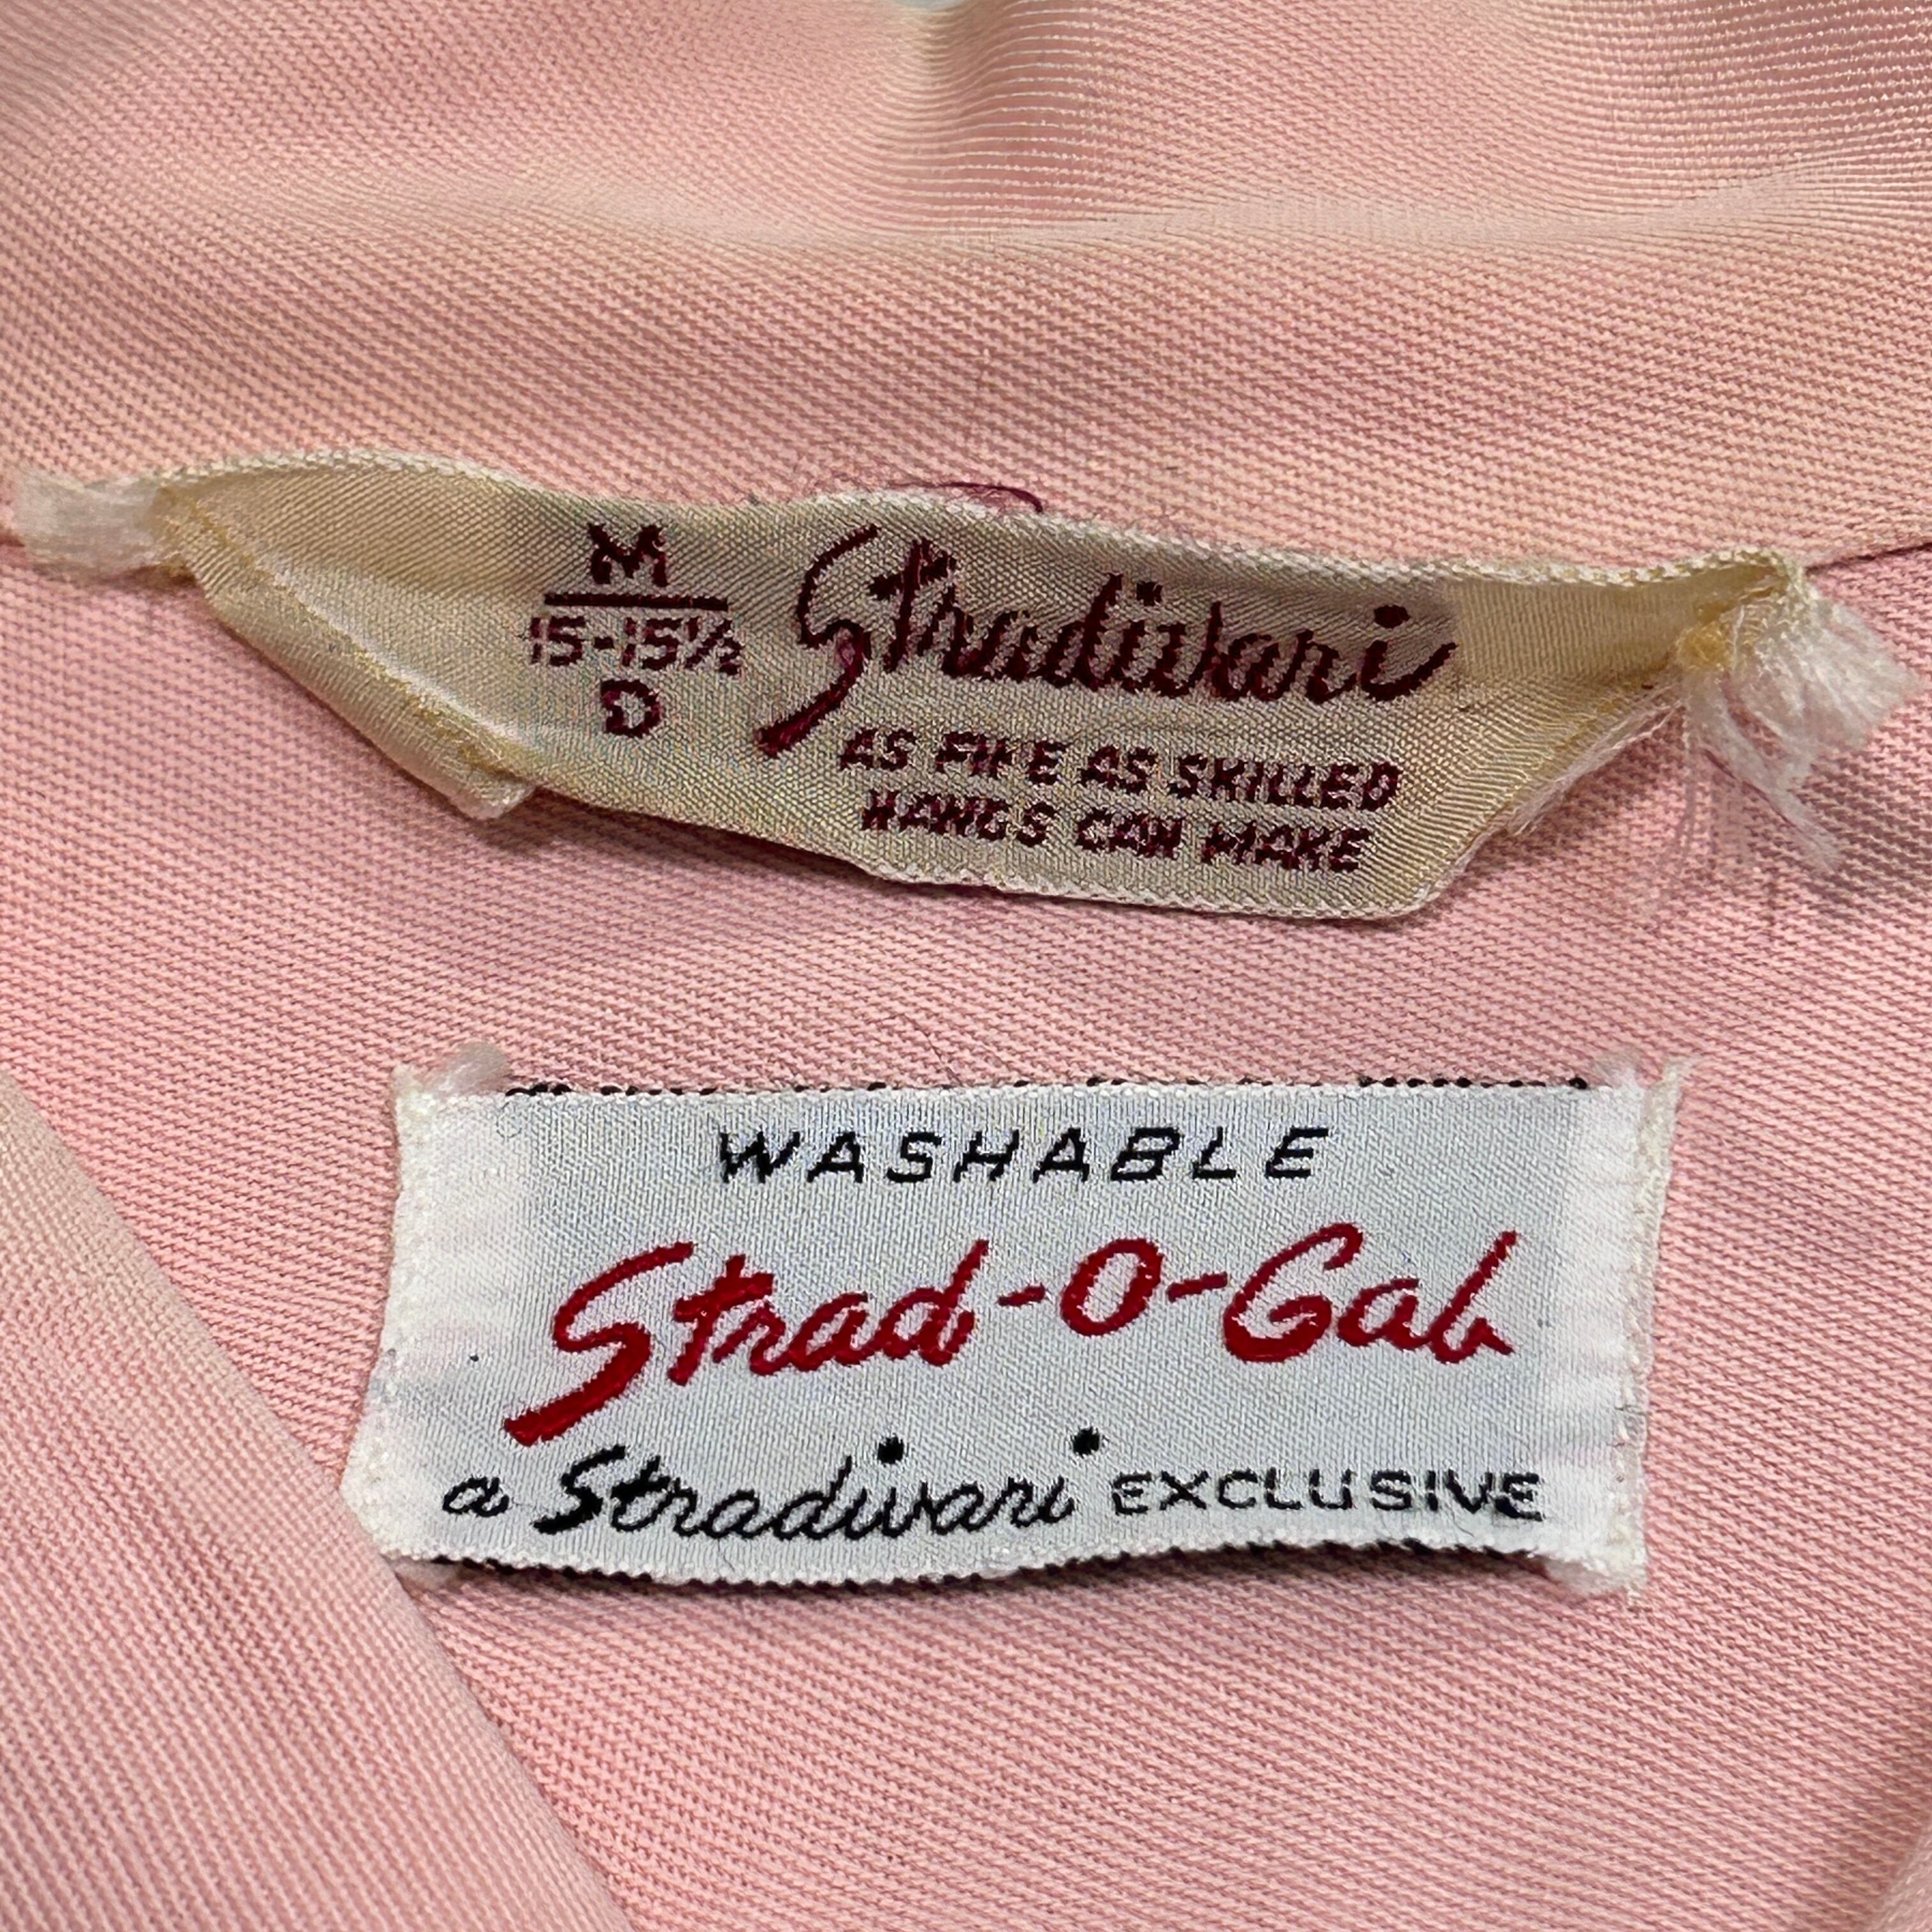 M
15-15½
D
Stradivari
AS FINE AS SKILLED
HANDS CAN MAKE
WASHABLE
Strad-O-Gab
a Stradivari EXCLUSIVE